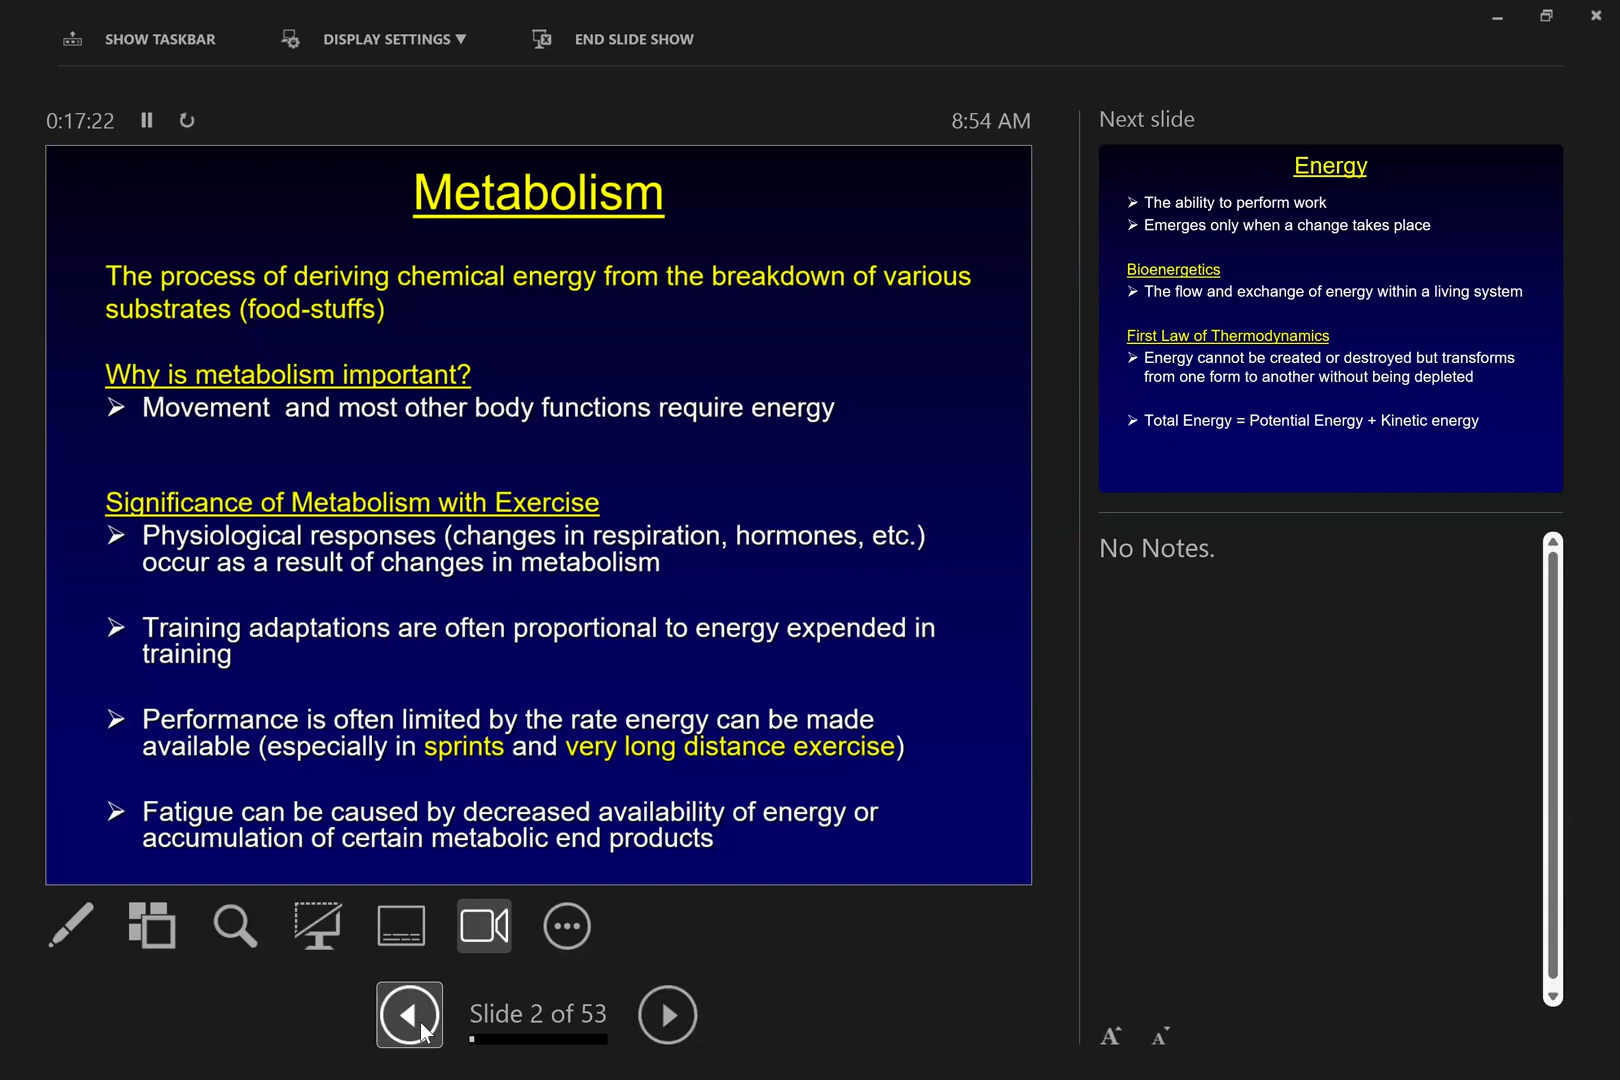 SHOW TASKBAR
DISPLAY SETTINGS ▼
END SLIDE SHOW
0:17:22
8:54 AM
Metabolism
The process of deriving chemical energy from the breakdown of various
substrates (food-stuffs)
Why is metabolism important?
➢ Movement and most other body functions require energy
Significance of Metabolism with Exercise
➢ Physiological responses (changes in respiration, hormones, etc.)
occur as a result of changes in metabolism
➢ Training adaptations are often proportional to energy expended in
training
➢ Performance is often limited by the rate energy can be made
available (especially in sprints and very long distance exercise)
➢ Fatigue can be caused by decreased availability of energy or
accumulation of certain metabolic end products
Slide 2 of 53
Next slide
Energy
➢ The ability to perform work
➢ Emerges only when a change takes place
Bioenergetics
➢ The flow and exchange of energy within a living system
First Law of Thermodynamics
➢ Energy cannot be created or destroyed but transforms
from one form to another without being depleted
➢ Total Energy = Potential Energy + Kinetic energy
No Notes.
A A